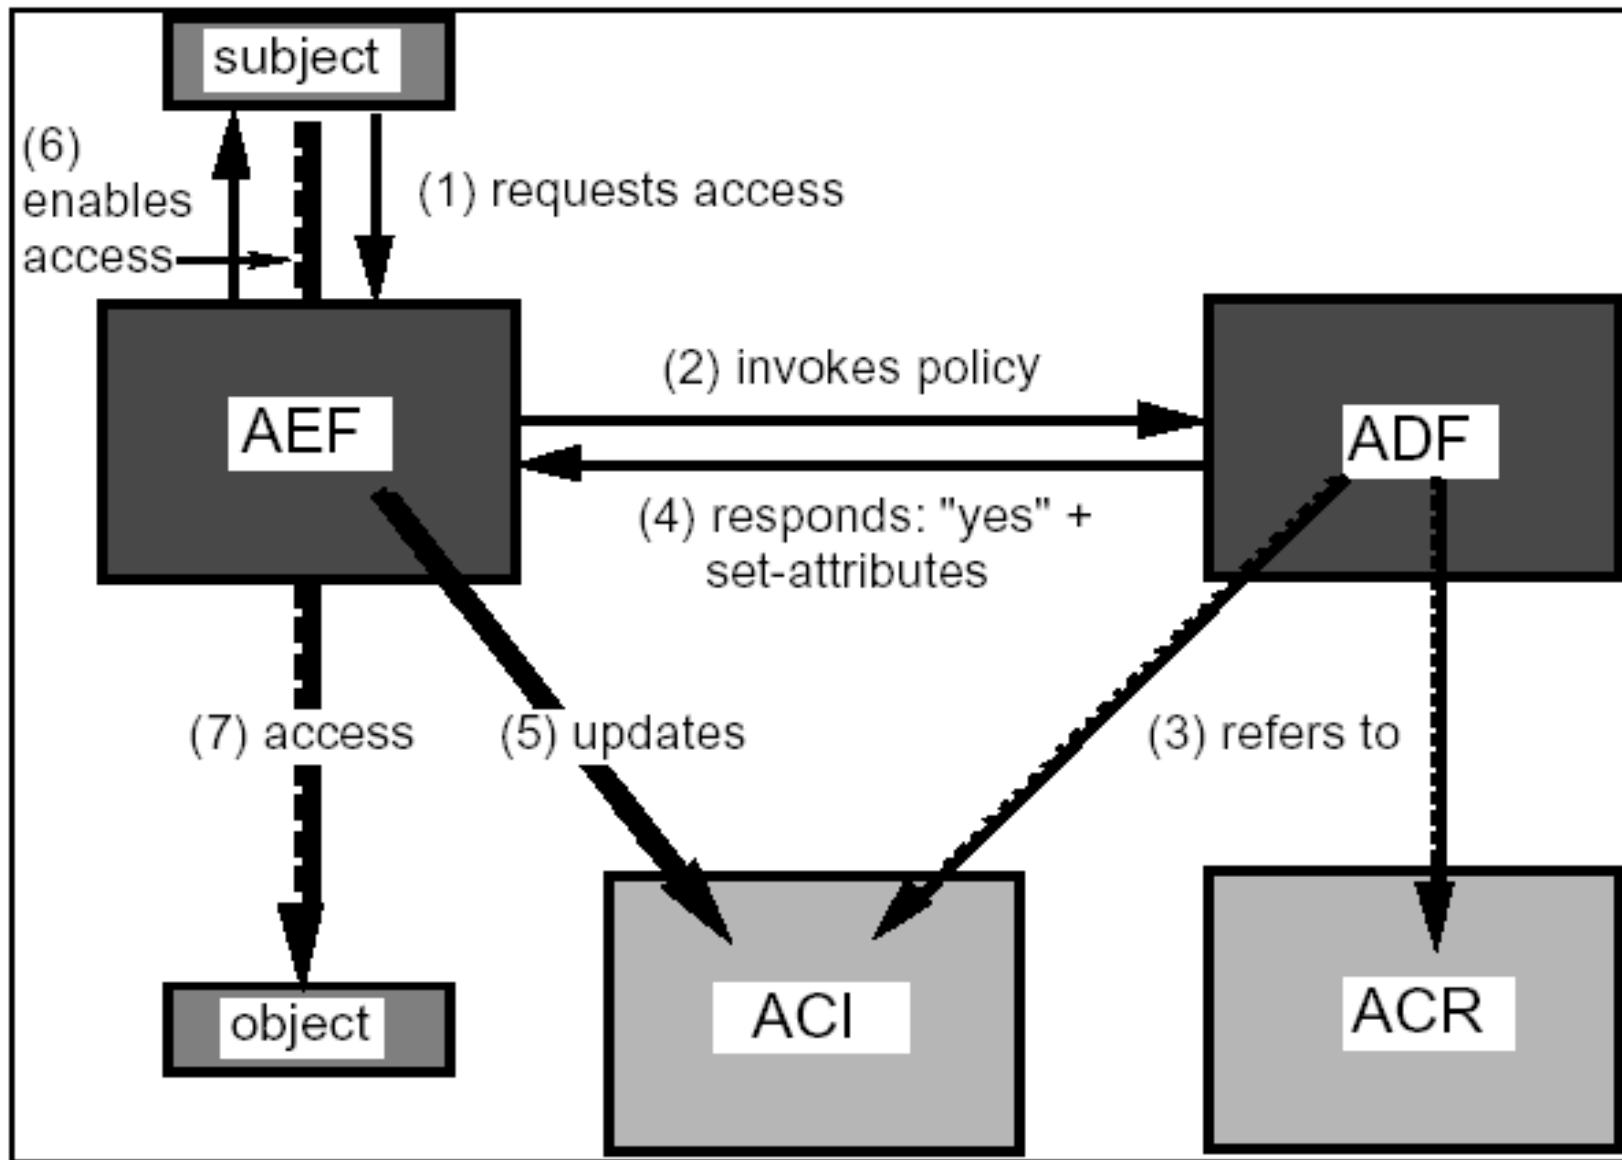 subject
(6)
enables
access
(1) requests access
(2) invokes policy
AEF
ADF
(4) responds: "yes" +
set-attributes
(7) access
(5) updates
(3) refers to
object
ACI
ACR